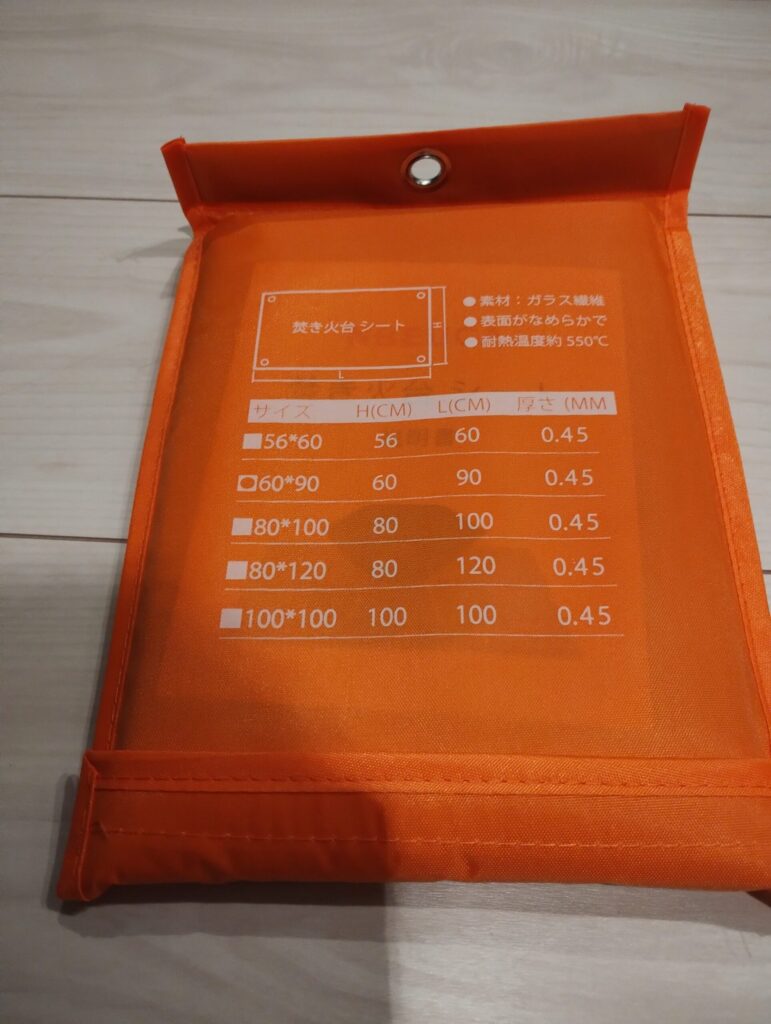 焚き火台 シート
H
L
● 素材：ガラス繊維
● 表面がなめらかで
● 耐熱温度約 550℃
サイズ H(CM) L(CM) 厚さ (MM
56*60 56 60 0.45
60*90 60 90 0.45
80*100 80 100 0.45
80*120 80 120 0.45
100*100 100 100 0.45